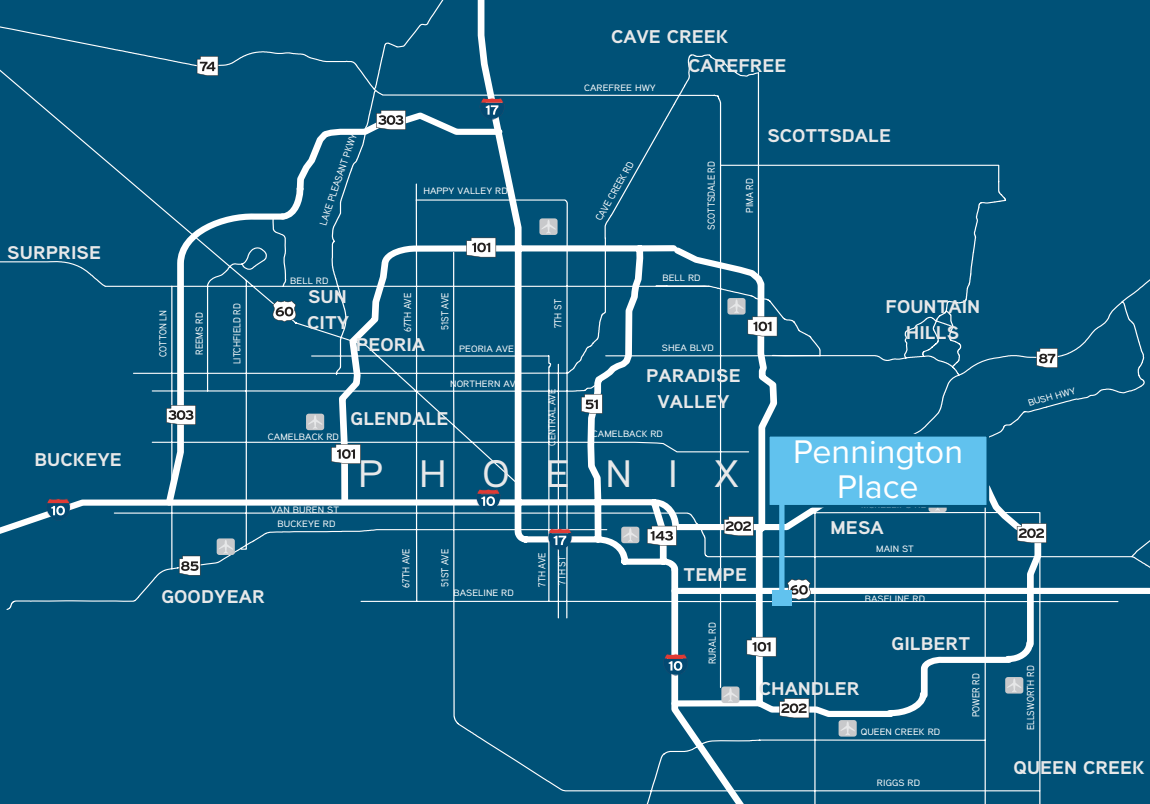 CAVE CREEK
CAREFREE
74
CAREFREE HWY
17
303
SCOTTSDALE
LAKE PLEASANT PKWY
CAVE CREEK RD
SCOTTSDALE RD
PIMA RD
HAPPY VALLEY RD
SURPRISE
101
BELL RD
BELL RD
SUN
CITY
60
FOUNTAIN
HILLS
COTTON LN
REEMS RD
LITCHFIELD RD
67TH AVE
51ST AVE
7TH ST
101
PEORIA
PEORIA AVE
SHEA BLVD
87
NORTHERN AV
PARADISE
VALLEY
BUSH HWY
303
GLENDALE
CENTRAL AVE
51
CAMELBACK RD
CAMELBACK RD
BUCKEYE
101
PHOENIX
Pennington
Place
10
10
VAN BUREN ST
BUCKEYE RD
17
143
202
MESA
202
MAIN ST
85
GOODYEAR
67TH AVE
51ST AVE
7TH AVE
7TH ST
TEMPE
60
BASELINE RD
BASELINE RD
RURAL RD
101
GILBERT
10
CHANDLER
202
POWER RD
ELLSWORTH RD
QUEEN CREEK RD
QUEEN CREEK
RIGGS RD